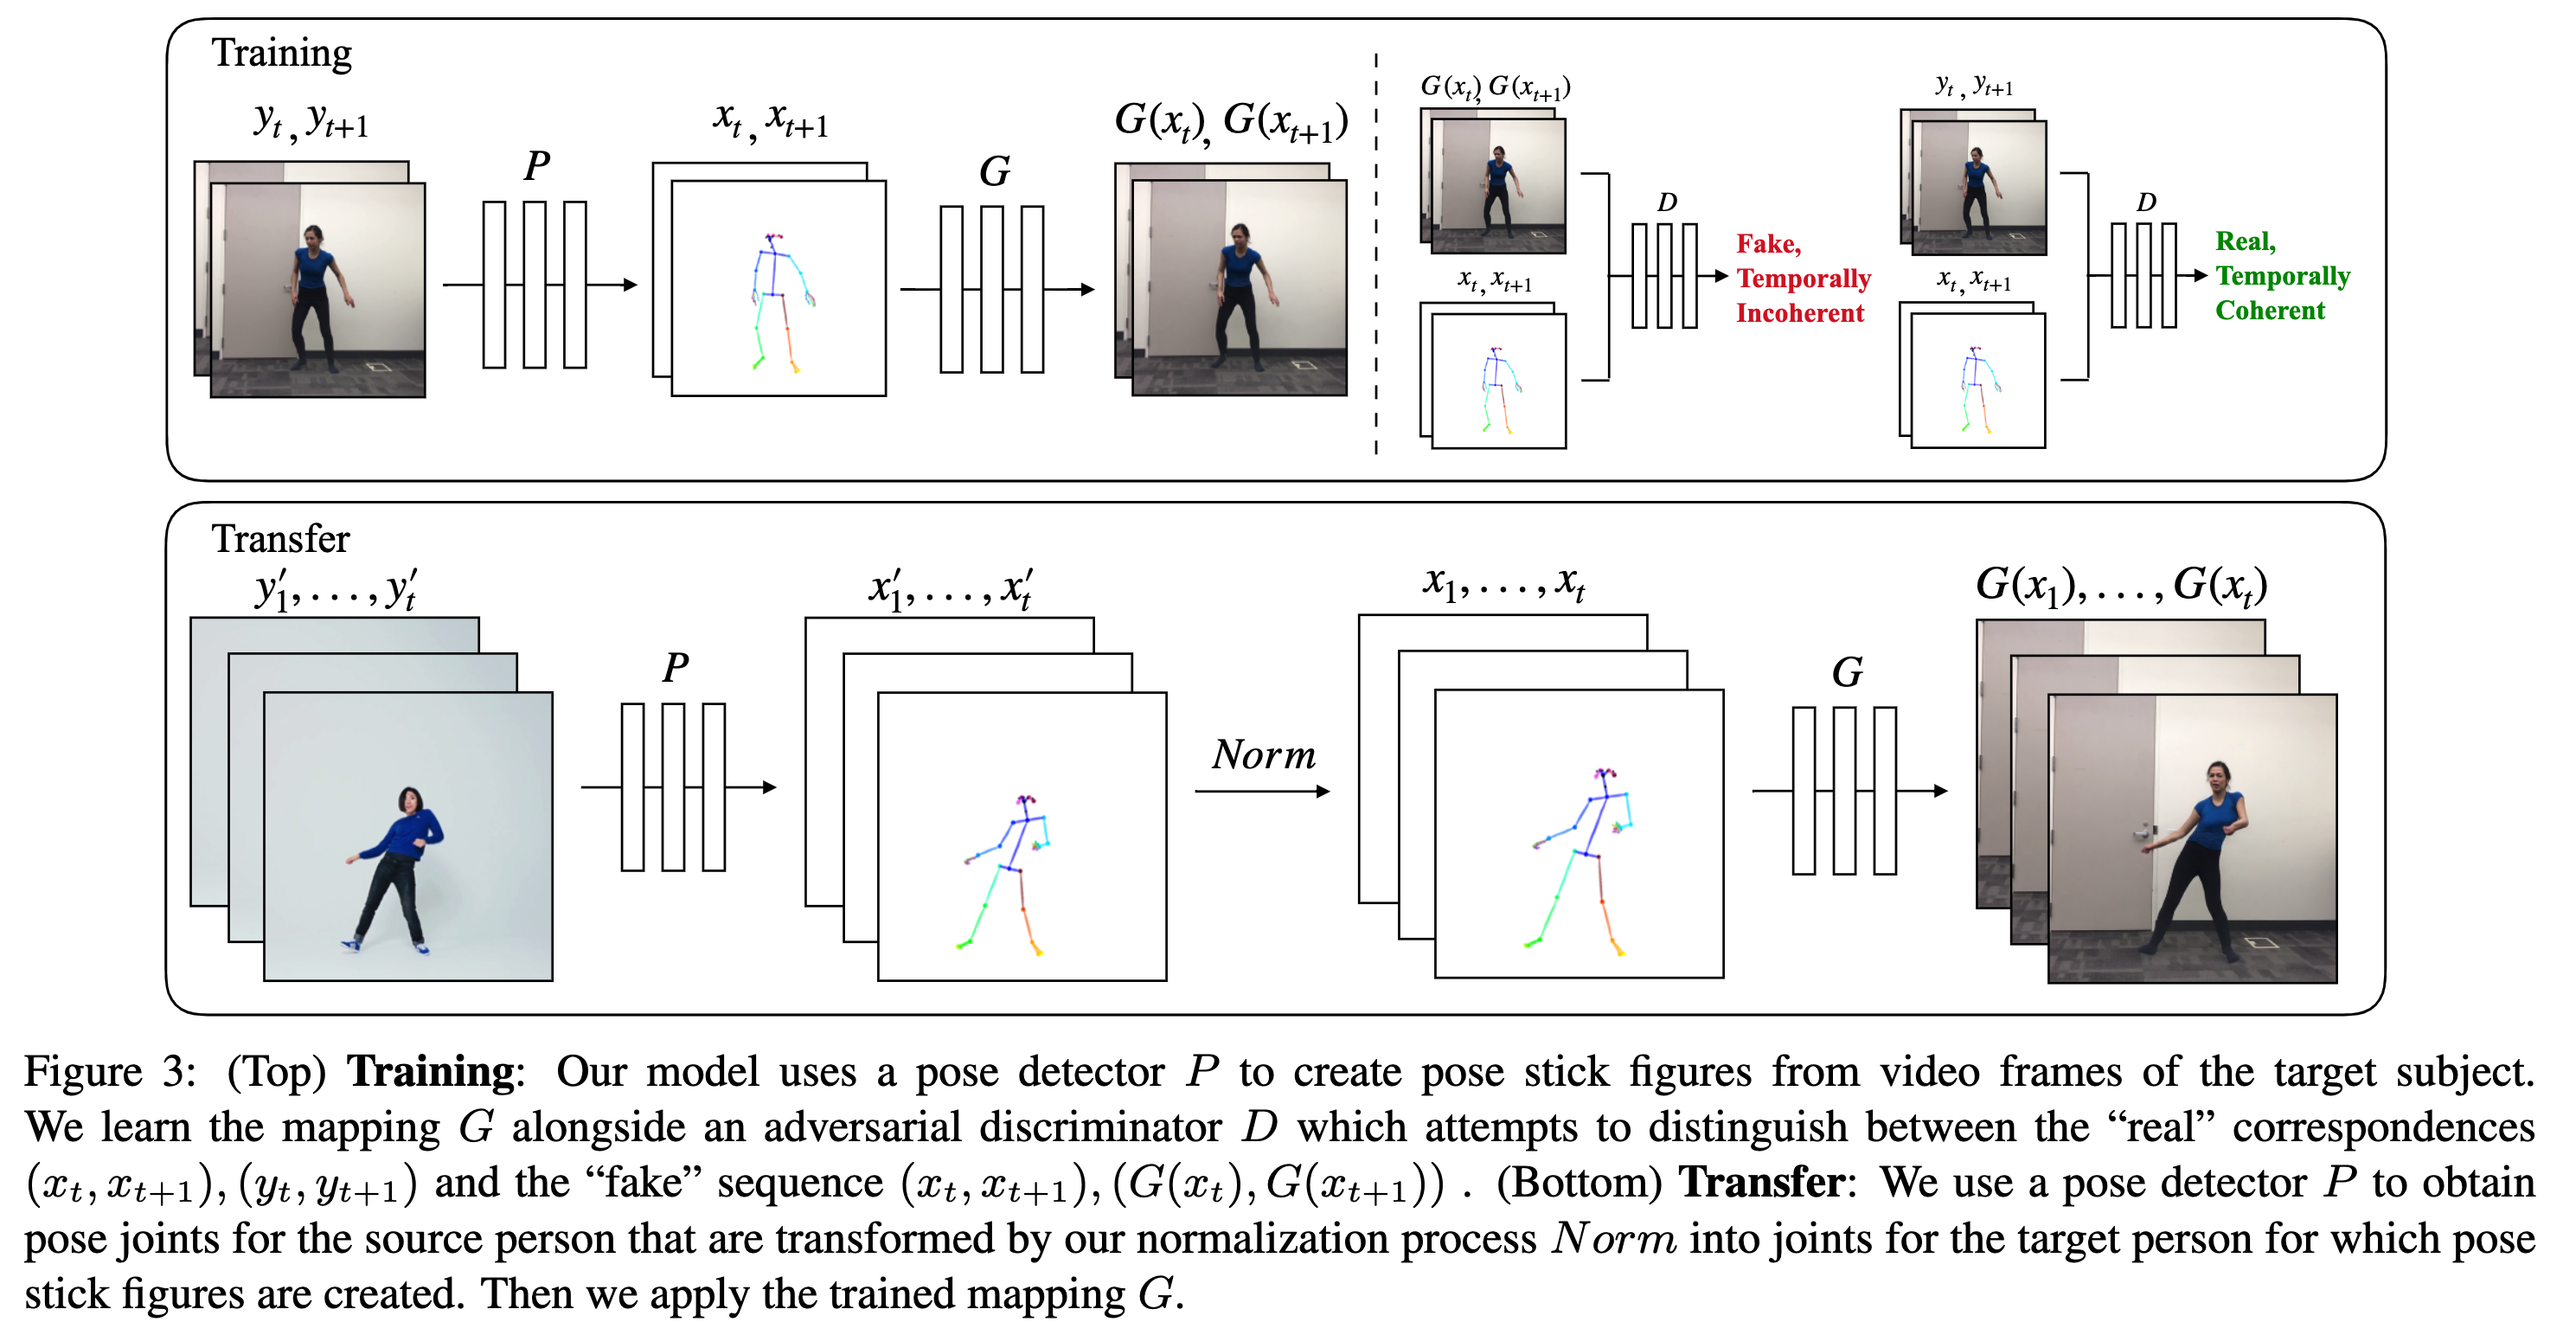 Training
y_t, y_{t+1}
P
x_t, x_{t+1}
G
G(x_t), G(x_{t+1})
G(x_t), G(x_{t+1})
x_t, x_{t+1}
D
Fake,
Temporally
Incoherent
y_t, y_{t+1}
x_t, x_{t+1}
D
Real,
Temporally
Coherent
Transfer
y′_1, . . . , y′_t
P
x′_1, . . . , x′_t
Norm
x_1, . . . , x_t
G
G(x_1), . . . , G(x_t)
Figure 3: (Top) Training: Our model uses a pose detector P to create pose stick figures from video frames of the target subject.
We learn the mapping G alongside an adversarial discriminator D which attempts to distinguish between the “real” correspondences
(x_t, x_{t+1}), (y_t, y_{t+1}) and the “fake” sequence (x_t, x_{t+1}), (G(x_t), G(x_{t+1})) . (Bottom) Transfer: We use a pose detector P to obtain
pose joints for the source person that are transformed by our normalization process Norm into joints for the target person for which pose
stick figures are created. Then we apply the trained mapping G.